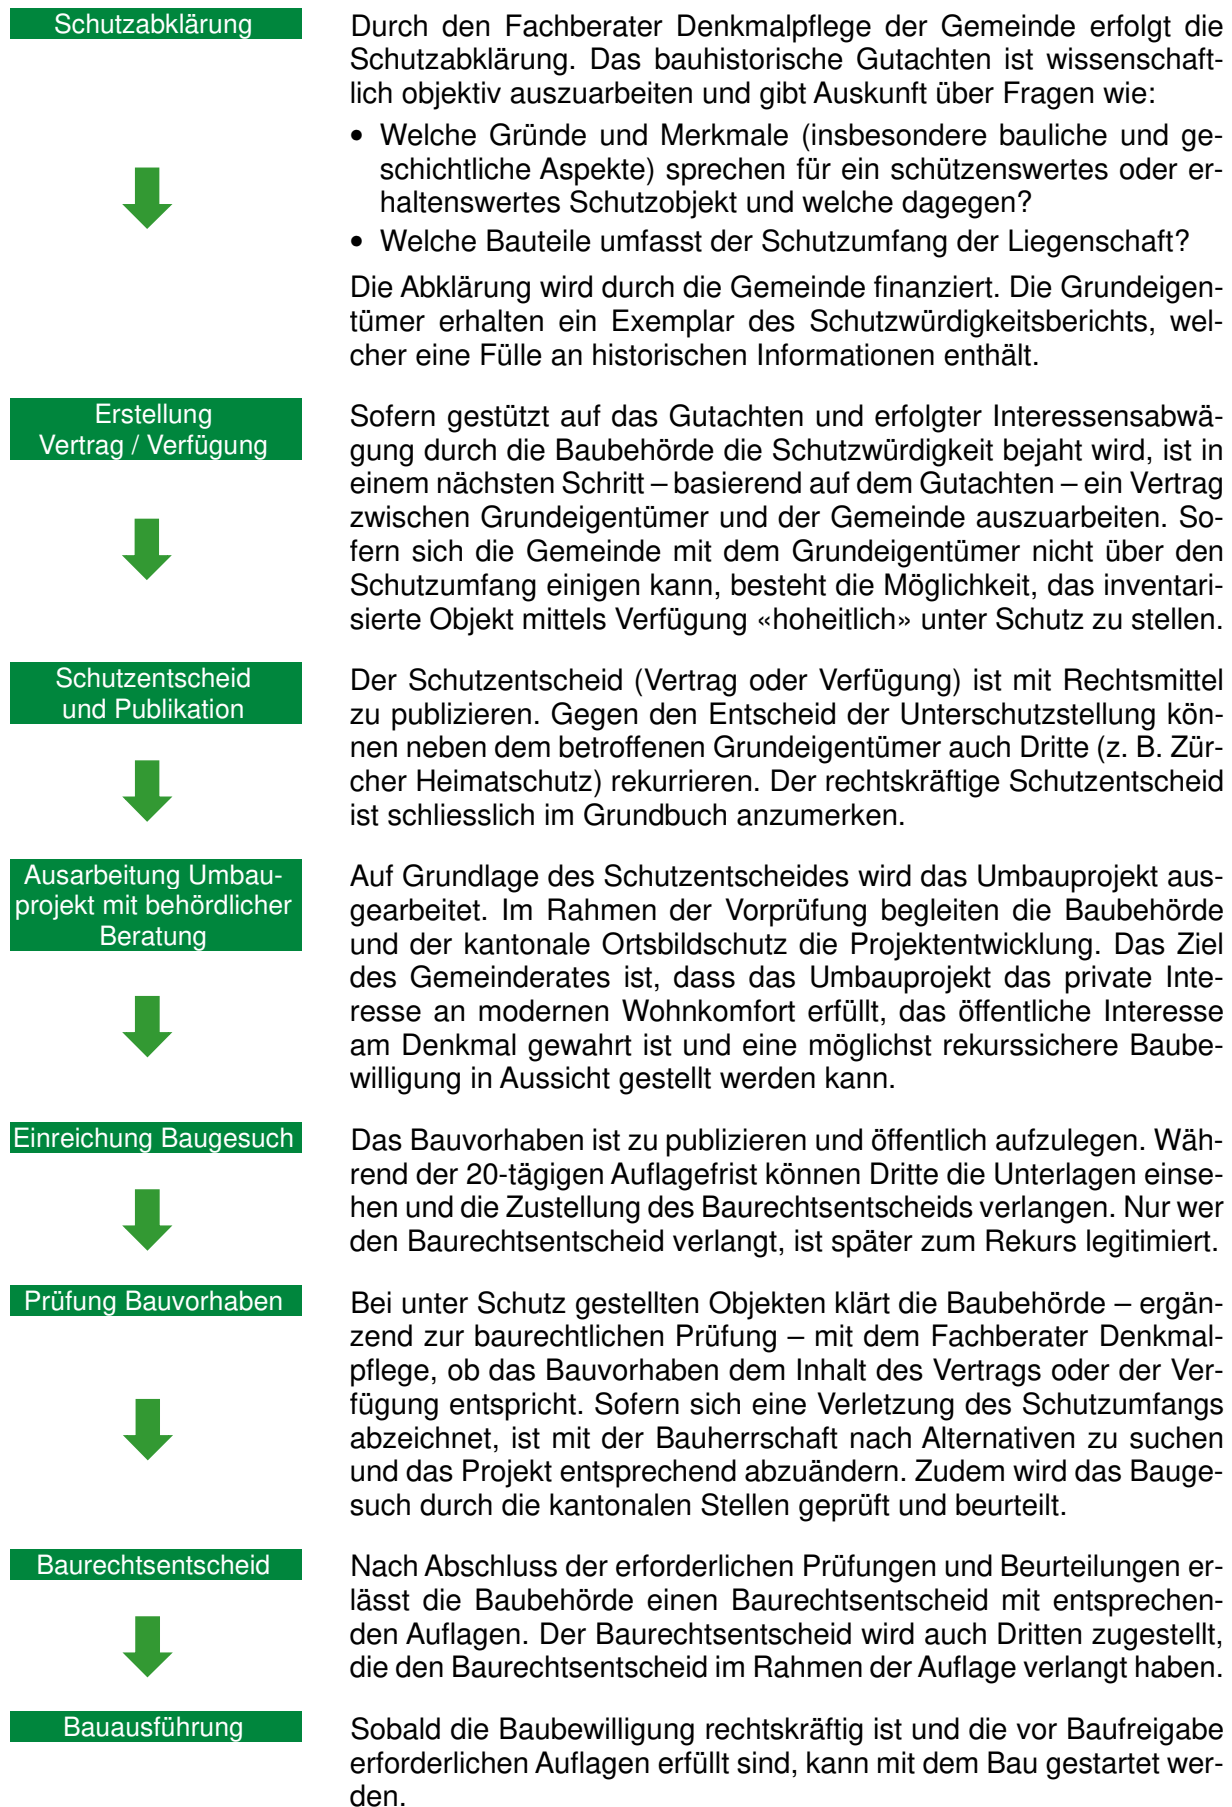 Schutzabklärung
Durch den Fachberater Denkmalpflege der Gemeinde erfolgt die
Schutzabklärung. Das bauhistorische Gutachten ist wissenschaft-
lich objektiv auszuarbeiten und gibt Auskunft über Fragen wie:
• Welche Gründe und Merkmale (insbesondere bauliche und ge-
schichtliche Aspekte) sprechen für ein schützenswertes oder er-
haltenswertes Schutzobjekt und welche dagegen?
• Welche Bauteile umfasst der Schutzumfang der Liegenschaft?
Die Abklärung wird durch die Gemeinde finanziert. Die Grundeigen-
tümer erhalten ein Exemplar des Schutzwürdigkeitsberichts, wel-
cher eine Fülle an historischen Informationen enthält.
Erstellung
Vertrag / Verfügung
Sofern gestützt auf das Gutachten und erfolgter Interessensabwä-
gung durch die Baubehörde die Schutzwürdigkeit bejaht wird, ist in
einem nächsten Schritt – basierend auf dem Gutachten – ein Vertrag
zwischen Grundeigentümer und der Gemeinde auszuarbeiten. So-
fern sich die Gemeinde mit dem Grundeigentümer nicht über den
Schutzumfang einigen kann, besteht die Möglichkeit, das inventari-
sierte Objekt mittels Verfügung «hoheitlich» unter Schutz zu stellen.
Schutzentscheid
und Publikation
Der Schutzentscheid (Vertrag oder Verfügung) ist mit Rechtsmittel
zu publizieren. Gegen den Entscheid der Unterschutzstellung kön-
nen neben dem betroffenen Grundeigentümer auch Dritte (z. B. Zür-
cher Heimatschutz) rekurrieren. Der rechtskräftige Schutzentscheid
ist schliesslich im Grundbuch anzumerken.
Ausarbeitung Umbau-
projekt mit behördlicher
Beratung
Auf Grundlage des Schutzentscheides wird das Umbauprojekt aus-
gearbeitet. Im Rahmen der Vorprüfung begleiten die Baubehörde
und der kantonale Ortsbildschutz die Projektentwicklung. Das Ziel
des Gemeinderates ist, dass das Umbauprojekt das private Inte-
resse an modernen Wohnkomfort erfüllt, das öffentliche Interesse
am Denkmal gewahrt ist und eine möglichst rekurssichere Baube-
willigung in Aussicht gestellt werden kann.
Einreichung Baugesuch
Das Bauvorhaben ist zu publizieren und öffentlich aufzulegen. Wäh-
rend der 20-tägigen Auflagefrist können Dritte die Unterlagen einse-
hen und die Zustellung des Baurechtsentscheids verlangen. Nur wer
den Baurechtsentscheid verlangt, ist später zum Rekurs legitimiert.
Prüfung Bauvorhaben
Bei unter Schutz gestellten Objekten klärt die Baubehörde – ergän-
zend zur baurechtlichen Prüfung – mit dem Fachberater Denkmal-
pflege, ob das Bauvorhaben dem Inhalt des Vertrags oder der Ver-
fügung entspricht. Sofern sich eine Verletzung des Schutzumfangs
abzeichnet, ist mit der Bauherrschaft nach Alternativen zu suchen
und das Projekt entsprechend abzuändern. Zudem wird das Bauge-
such durch die kantonalen Stellen geprüft und beurteilt.
Baurechtsentscheid
Nach Abschluss der erforderlichen Prüfungen und Beurteilungen er-
lässt die Baubehörde einen Baurechtsentscheid mit entsprechen-
den Auflagen. Der Baurechtsentscheid wird auch Dritten zugestellt,
die den Baurechtsentscheid im Rahmen der Auflage verlangt haben.
Bauausführung
Sobald die Baubewilligung rechtskräftig ist und die vor Baufreigabe
erforderlichen Auflagen erfüllt sind, kann mit dem Bau gestartet wer-
den.